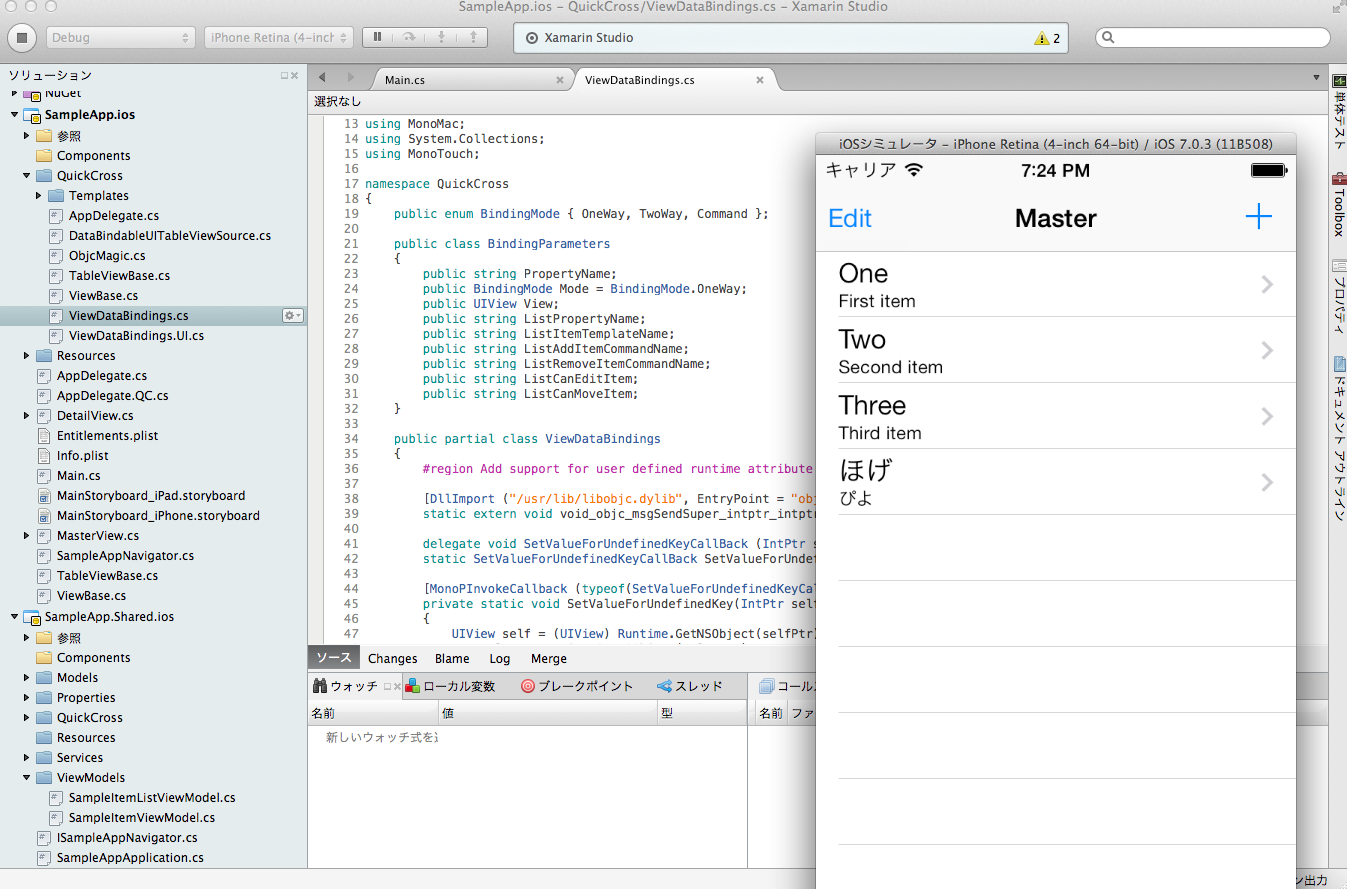 SampleApp.ios – QuickCross/ViewDataBindings.cs – Xamarin Studio
Debug
iPhone Retina (4-inch
Xamarin Studio
2
ソリューション
NuGet
SampleApp.ios
参照
Components
QuickCross
Templates
AppDelegate.cs
DataBindableUITableViewSource.cs
ObjcMagic.cs
TableViewBase.cs
ViewBase.cs
ViewDataBindings.cs
ViewDataBindings.UI.cs
Resources
AppDelegate.cs
AppDelegate.QC.cs
DetailView.cs
Entitlements.plist
Info.plist
Main.cs
MainStoryboard_iPad.storyboard
MainStoryboard_iPhone.storyboard
MasterView.cs
SampleAppNavigator.cs
TableViewBase.cs
ViewBase.cs
SampleApp.Shared.ios
参照
Components
Models
Properties
QuickCross
Resources
Services
ViewModels
SampleItemListViewModel.cs
SampleItemViewModel.cs
ISampleAppNavigator.cs
SampleAppApplication.cs
Main.cs
ViewDataBindings.cs
選択なし
13 using MonoMac;
14 using System.Collections;
15 using MonoTouch;
16
17 namespace QuickCross
18 {
19 public enum BindingMode { OneWay, TwoWay, Command };
20
21 public class BindingParameters
22 {
23 public string PropertyName;
24 public BindingMode Mode = BindingMode.OneWay;
25 public UIView View;
26 public string ListPropertyName;
27 public string ListItemTemplateName;
28 public string ListAddItemCommandName;
29 public string ListRemoveItemCommandName;
30 public string ListCanEditItem;
31 public string ListCanMoveItem;
32 }
33
34 public partial class ViewDataBindings
35 {
36 #region Add support for user defined runtime attribute
37
38 [DllImport ("/usr/lib/libobjc.dylib", EntryPoint = "obj
39 static extern void void_objc_msgSendSuper_intptr_intptr
40
41 delegate void SetValueForUndefinedKeyCallBack (IntPtr s
42 static SetValueForUndefinedKeyCallBack SetValueForUndef
43
44 [MonoPInvokeCallback (typeof(SetValueForUndefinedKeyCal
45 private static void SetValueForUndefinedKey(IntPtr self
46 {
47 UIView self = (UIView) Runtime.GetNSObject(selfPtr)
ソース
Changes
Blame
Log
Merge
ウォッチ
ローカル変数
ブレークポイント
スレッド
コール
名前
値
型
名前
ファ
新しいウォッチ式を
iOSシミュレータ – iPhone Retina (4-inch 64-bit) / iOS 7.0.3 (11B508)
キャリア
7:24 PM
Edit
Master
+
One
First item
Two
Second item
Three
Third item
ほげ
ぴよ
単体テスト
Toolbox
プロパティ
ドキュメント アウトライン
ン出力